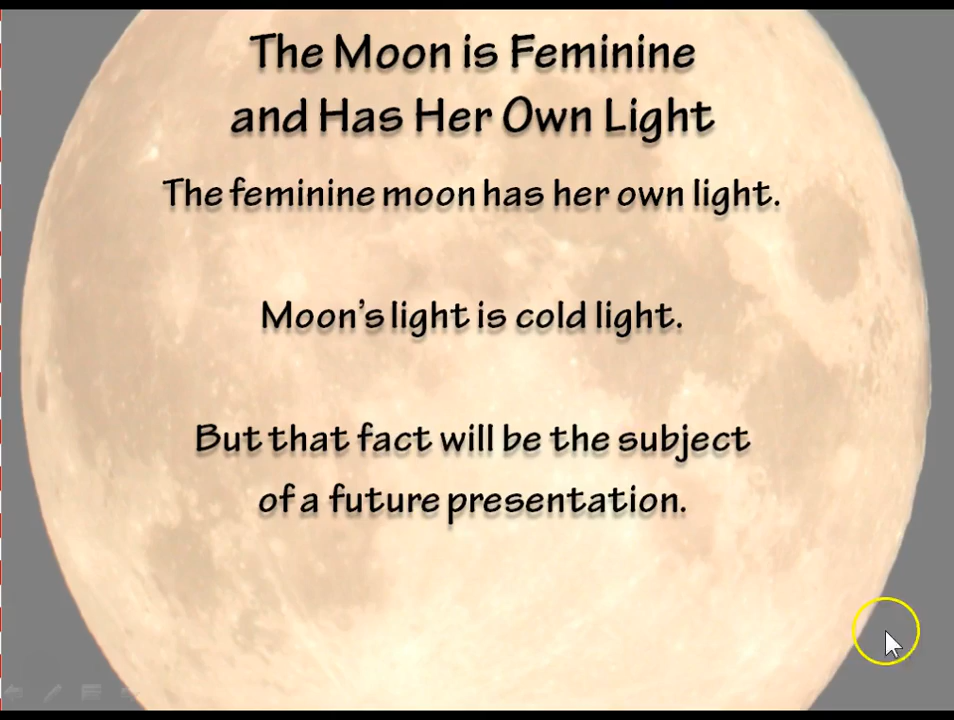 The Moon is Feminine
and Has Her Own Light
The feminine moon has her own light.
Moon's light is cold light.
But that fact will be the subject
of a future presentation.